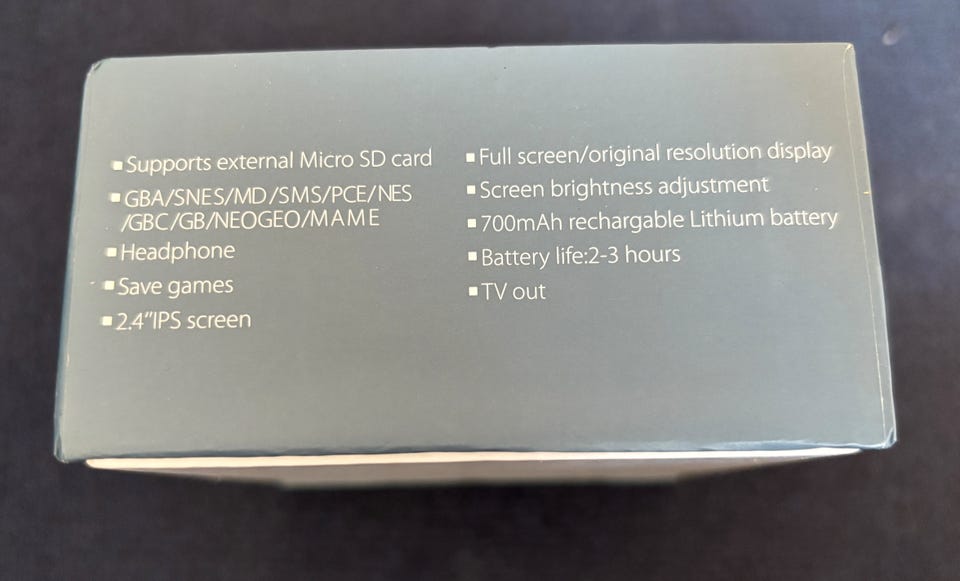 ▪Supports external Micro SD card
▪GBA/SNES/MD/SMS/PCE/NES
/GBC/GB/NEOGEO/MAME
▪Headphone
▪Save games
▪2.4"IPS screen
▪Full screen/original resolution display
▪Screen brightness adjustment
▪700mAh rechargable Lithium battery
▪Battery life:2-3 hours
▪TV out